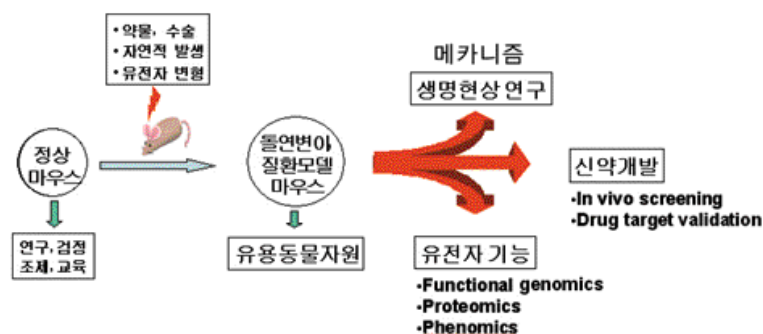 • 약물, 수술
• 자연적 발생
• 유전자 변형
정상
마우스
연구, 검정
조제, 교육
돌연변이,
질환모델
마우스
유용동물자원
메카니즘
생명현상 연구
신약개발
•In vivo screening
•Drug target validation
유전자 기능
•Functional genomics
•Proteomics
•Phenomics